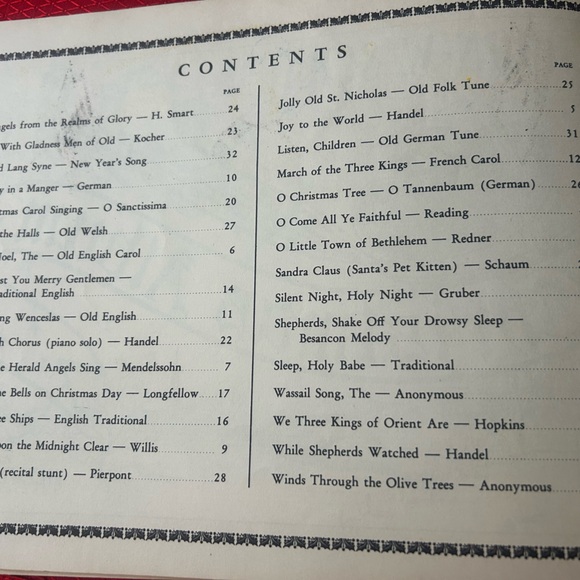 CONTENTS
PAGE
from the Realms of Glory — H. Smart 24
With Gladness Men of Old — Kocher 23
Lang Syne — New Year's Song 32
in a Manger — German 10
Carol Singing — O Sanctissima 20
the Halls — Old Welsh 27
The — Old English Carol 6
You Merry Gentlemen —
English 14
Wenceslas — Old English 11
Chorus (piano solo) — Handel 22
Herald Angels Sing — Mendelssohn 7
Bells on Christmas Day — Longfellow 17
Ships — English Traditional 16
the Midnight Clear — Willis 9
(recital stunt) — Pierpont 28
PAGE
Jolly Old St. Nicholas — Old Folk Tune 25
Joy to the World — Handel 5
Listen, Children — Old German Tune 31
March of the Three Kings — French Carol 12
O Christmas Tree — O Tannenbaum (German)
O Come All Ye Faithful — Reading
O Little Town of Bethlehem — Redner
Sandra Claus (Santa's Pet Kitten) — Schaum
Silent Night, Holy Night — Gruber
Shepherds, Shake Off Your Drowsy Sleep —
Besancon Melody
Sleep, Holy Babe — Traditional
Wassail Song, The — Anonymous
We Three Kings of Orient Are — Hopkins
While Shepherds Watched — Handel
Winds Through the Olive Trees — Anonymous